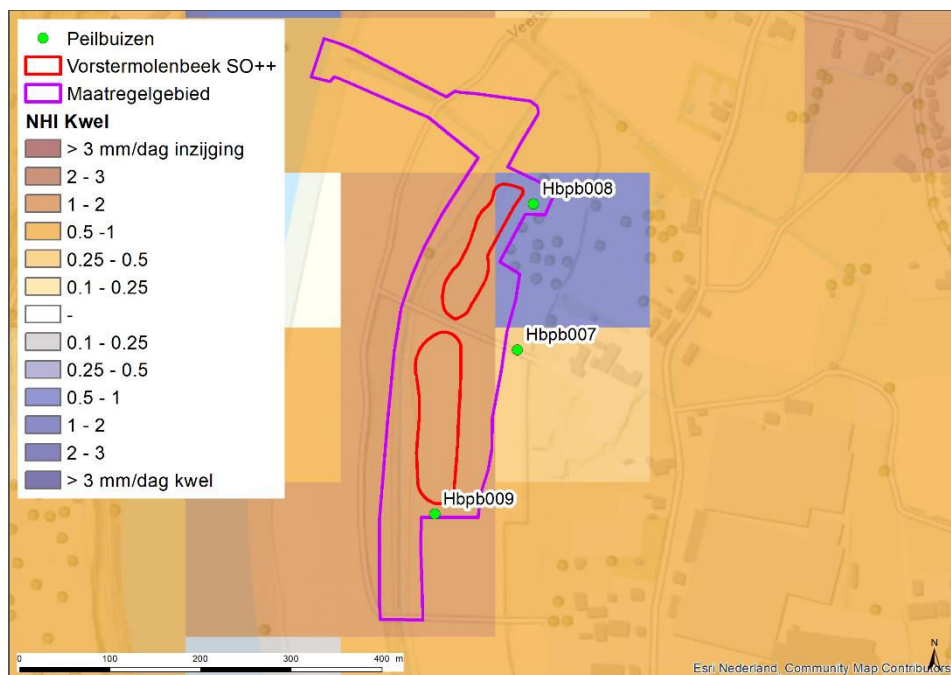 Peilbuizen
Vorstermolenbeek SO++
Maatregelgebied
NHI Kwel
> 3 mm/dag inzijging
2 - 3
1 - 2
0.5 -1
0.25 - 0.5
0.1 - 0.25
-
0.1 - 0.25
0.25 - 0.5
0.5 - 1
1 - 2
2 - 3
> 3 mm/dag kwel
Hbpb008
Hbpb007
Hbpb009
0 100 200 300 400 m
N
Esri Nederland, Community Map Contributors